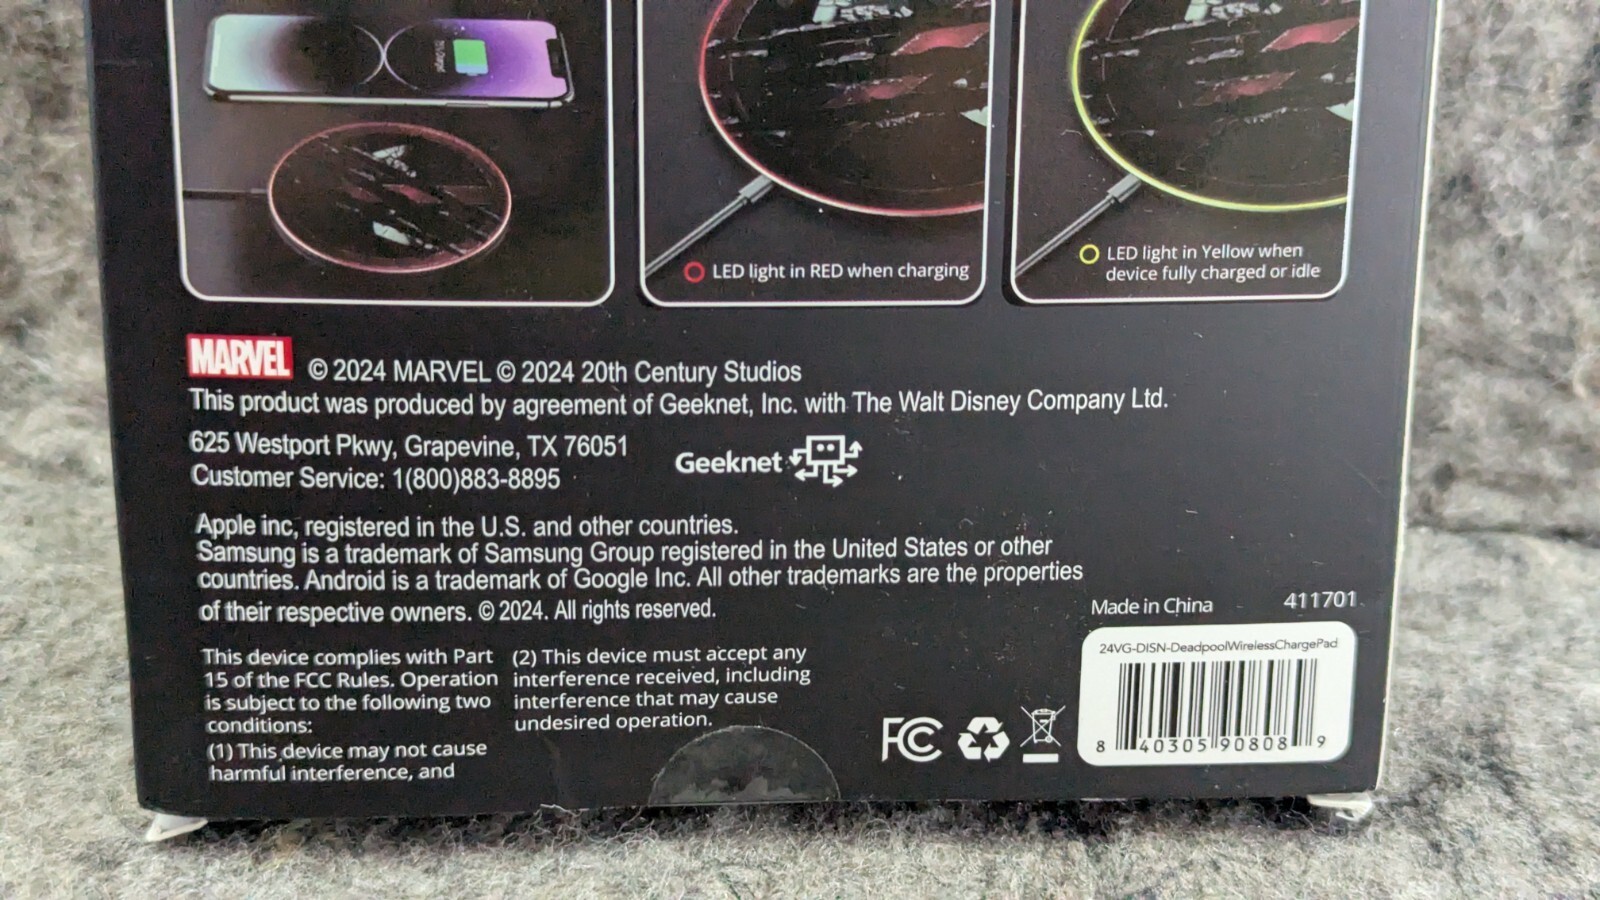 LED light in RED when charging
LED light in Yellow when
device fully charged or idle
MARVEL © 2024 MARVEL © 2024 20th Century Studios
This product was produced by agreement of Geeknet, Inc. with The Walt Disney Company Ltd.
625 Westport Pkwy, Grapevine, TX 76051
Customer Service: 1(800)883-8895
Geeknet
Apple inc, registered in the U.S. and other countries.
Samsung is a trademark of Samsung Group registered in the United States or other
countries. Android is a trademark of Google Inc. All other trademarks are the properties
of their respective owners. © 2024. All rights reserved.
This device complies with Part
15 of the FCC Rules. Operation
is subject to the following two
conditions:
(1) This device may not cause
harmful interference, and
(2) This device must accept any
interference received, including
interference that may cause
undesired operation.
FC
Made in China 411701
24VG-DISN-DeadpoolWirelessChargePad
8 40305 90808 9